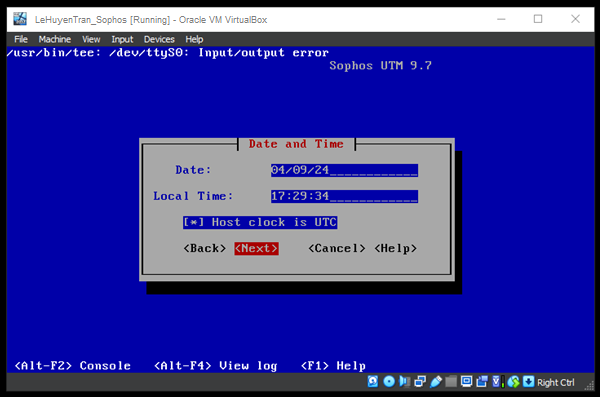 LeHuyenTran_Sophos [Running] - Oracle VM VirtualBox
File Machine View Input Devices Help
/usr/bin/tee: /dev/ttyS0: Input/output error
Sophos UTM 9.7
Date and Time
Date: 04/09/24____________
Local Time: 17:29:34____________
[*] Host clock is UTC
<Back> <Next> <Cancel> <Help>
<Alt-F2> Console <Alt-F4> View log <F1> Help
Right Ctrl